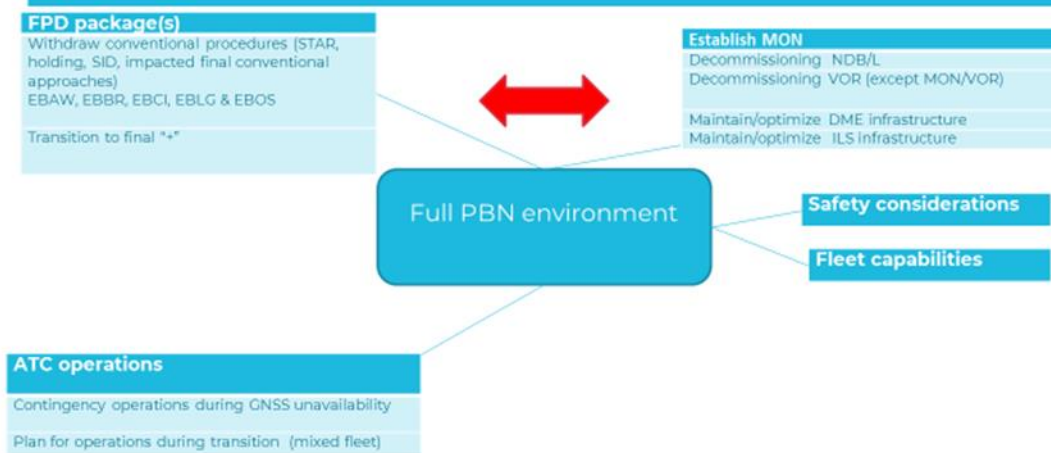 FPD package(s)
Withdraw conventional procedures (STAR,
holding, SID, impacted final conventional
approaches)
EBAW, EBBR, EBCI, EBLG & EBOS
Transition to final "+"
Establish MON
Decommissioning NDB/L
Decommissioning VOR (except MON/VOR)
Maintain/optimize DME infrastructure
Maintain/optimize ILS infrastructure
Full PBN environment
Safety considerations
Fleet capabilities
ATC operations
Contingency operations during GNSS unavailability
Plan for operations during transition (mixed fleet)